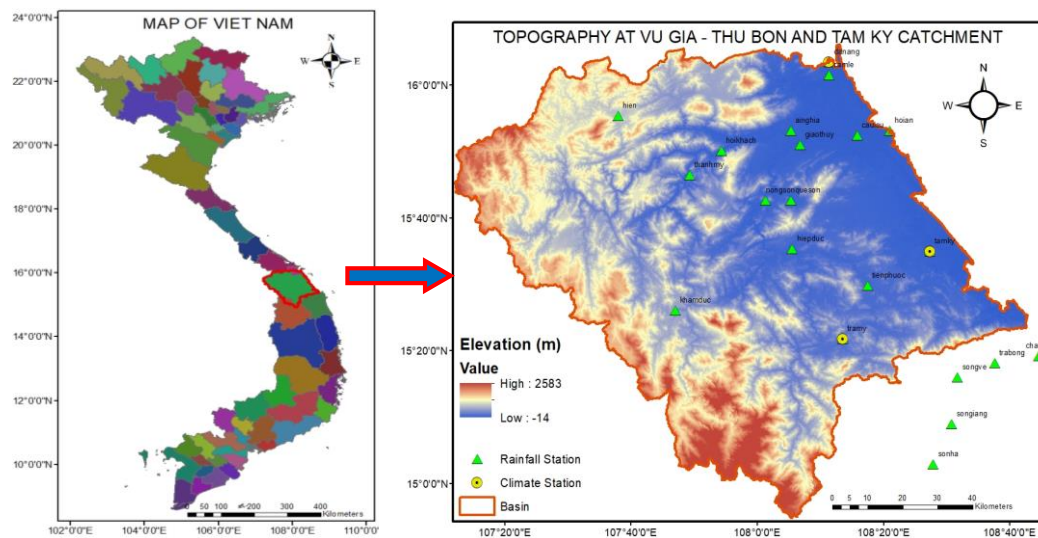 MAP OF VIET NAM
24°0'0"N
22°0'0"N
20°0'0"N
18°0'0"N
16°0'0"N
14°0'0"N
12°0'0"N
10°0'0"N
N
W E
S
0 50 100 200 300 400
Kilometers
102°0'0"E 104°0'0"E 106°0'0"E 108°0'0"E 110°0'0"E
TOPOGRAPHY AT VU GIA - THU BON AND TAM KY CATCHMENT
16°0'0"N
15°40'0"N
15°20'0"N
15°0'0"N
N
W E
S
danang
camle
hien
ainghia
giaothuy
caulau
hoian
hoikhach
thanhmy
nongsonqueson
hiepduc
tamky
tienphuoc
khamduc
tramy
cha
trabong
songve
songiang
sonha
Elevation (m)
Value
High : 2583
Low : -14
Rainfall Station
Climate Station
Basin
0 5 10 20 30 40
Kilometers
107°20'0"E 107°40'0"E 108°0'0"E 108°20'0"E 108°40'0"E